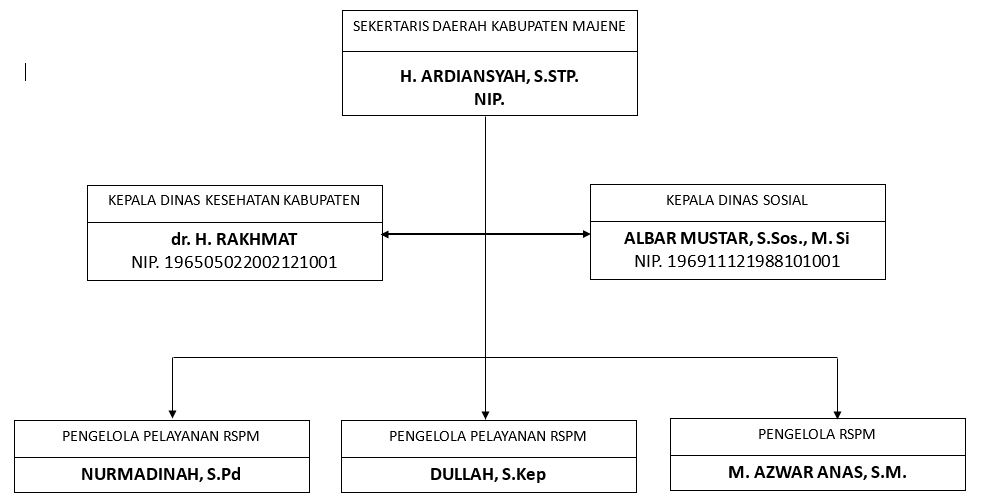 SEKERTARIS DAERAH KABUPATEN MAJENE
H. ARDIANSYAH, S.STP.
NIP.
KEPALA DINAS KESEHATAN KABUPATEN
dr. H. RAKHMAT
NIP. 196505022002121001
KEPALA DINAS SOSIAL
ALBAR MUSTAR, S.Sos., M. Si
NIP. 196911121988101001
PENGELOLA PELAYANAN RSPM
NURMADINAH, S.Pd
PENGELOLA PELAYANAN RSPM
DULLAH, S.Kep
PENGELOLA RSPM
M. AZWAR ANAS, S.M.